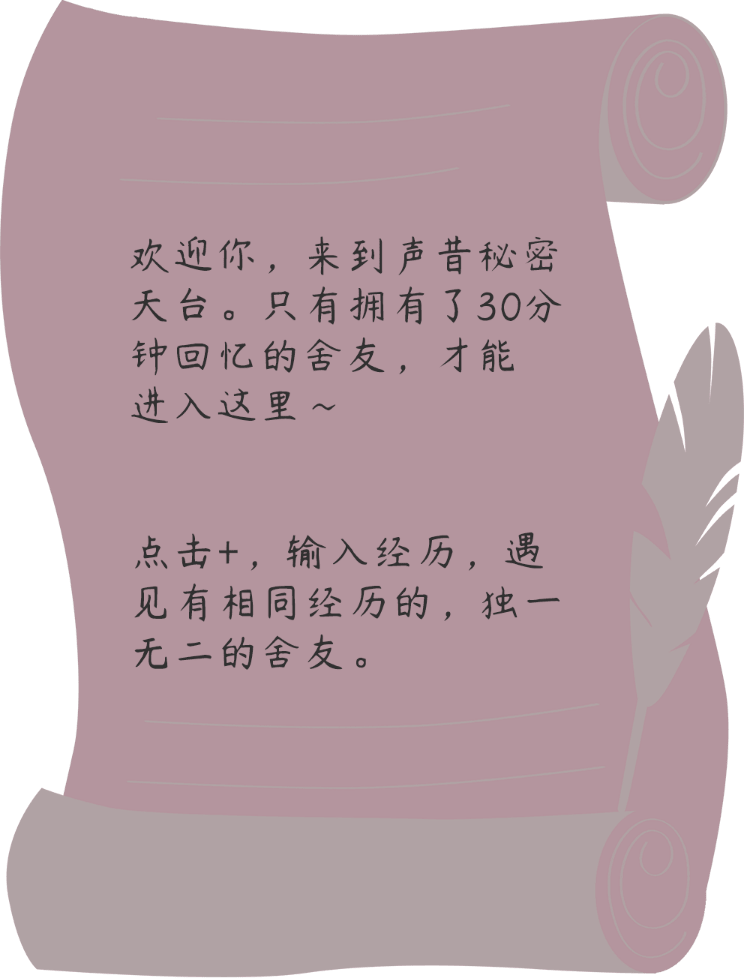 欢迎你，来到声昔秘密
天台。只有拥有了30分
钟回忆的舍友，才能
进入这里~
点击+，输入经历，遇
见有相同经历的，独一
无二的舍友。